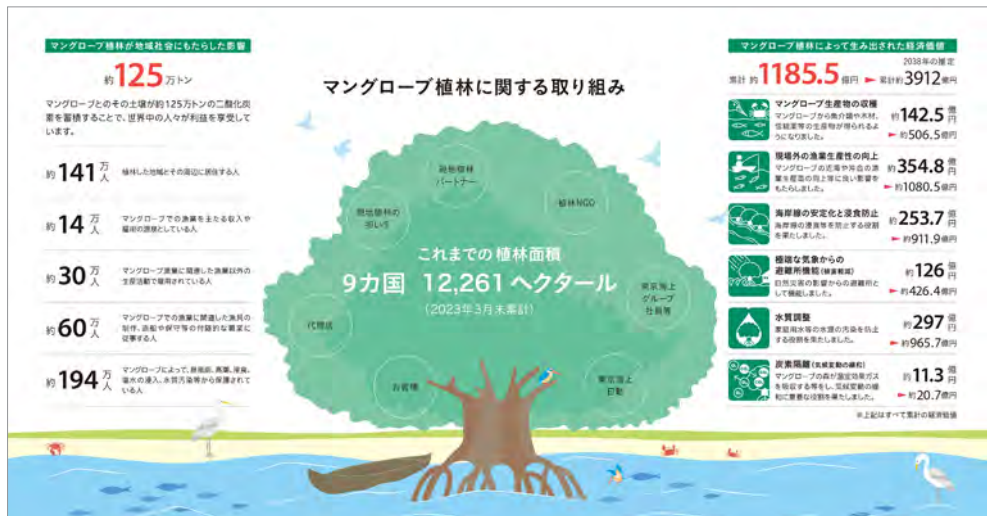 マングローブ植林が地域社会にもたらした影響
約125万トン
マングローブとのその土壌が約125万トンの二酸化炭
素を蓄積することで、世界中の人々が利益を享受して
います。
約141万人
植林した地域とその周辺に居住する人
約14万人
マングローブでの漁業を主たる収入や
雇用の源泉としている人
約30万人
マングローブ漁業に関連した漁業以外の
生産活動で雇用されている人
約60万人
マングローブでの漁業に関連した漁具の
制作、造船や保守等の付随的な職業に
従事する人
約194万人
マングローブによって、暴風雨、高潮、浸食、
塩水の浸入、水質汚染等から保護されて
いる人
マングローブ植林に関する取り組み
植林NGO
代理店
お客様
東京海上
日動
東京海上
グループ
社員等
これまでの植林面積
9カ国 12,261ヘクタール
(2023年3月末累計)
マングローブ植林によって生み出された経済価値
2038年の推定
累計 約1185.5億円 ► 累計約3912億円
マングローブ生産物の収穫
マングローブから魚介類や木材、
伝統薬等の生産物が得られるよ
うになりました。
約142.5億円
► 約506.5億円
現場外の漁業生産性の向上
マングローブの近海や沖合の漁
業生産高の向上等に良い影響を
もたらしました。
約354.8億円
► 約1080.5億円
海岸線の安定化と浸食防止
海岸線の浸食等を防止する役割
を果たしました。
約253.7億円
► 約911.9億円
極端な気象からの
避難所機能(被害軽減)
自然災害の影響からの避難所と
して機能しました。
約126億円
► 約426.4億円
水質調整
家庭用水等の水源の汚染を防止
する役割を果たしました。
約297億円
► 約965.7億円
炭素隔離(気候変動の緩和)
マングローブの森が温室効果ガス
を吸収する等をし、気候変動の緩
和に重要な役割を果たしました。
約11.3億円
► 約20.7億円
※上記はすべて累計の経済価値